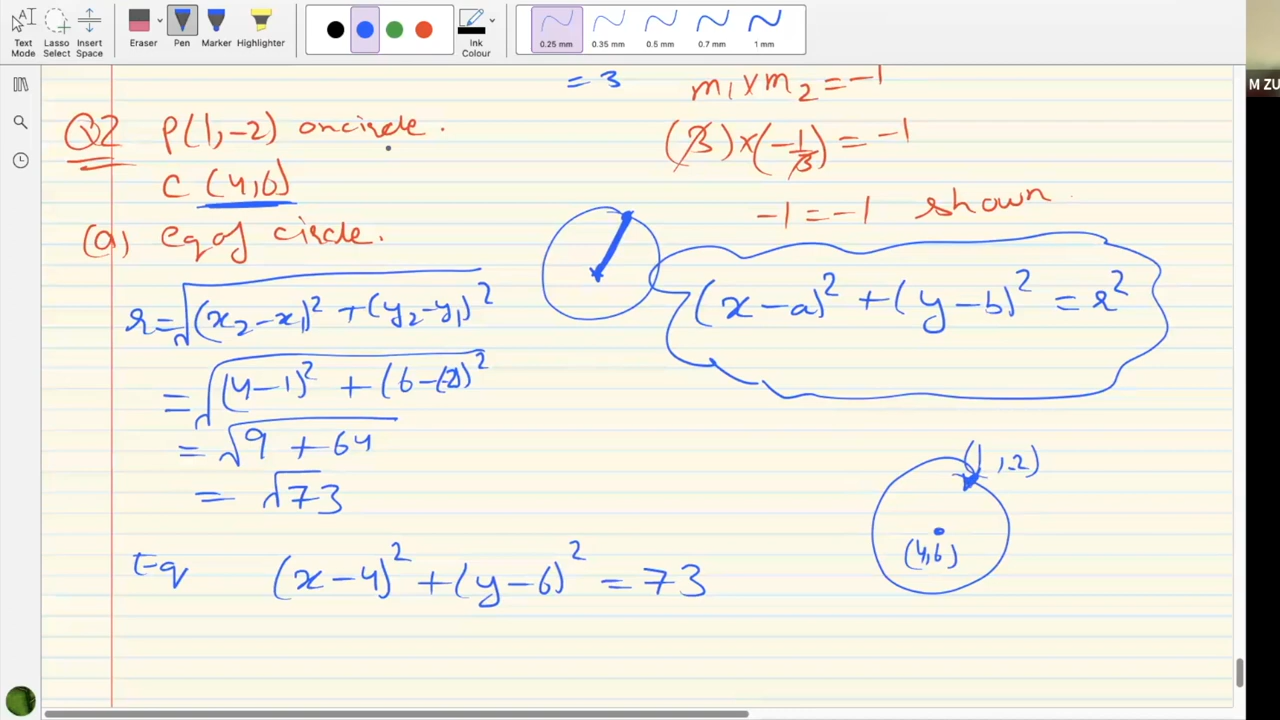 Text Mode
Lasso Select
Insert Space
Eraser
Pen
Marker
Highlighter
Ink Colour
0.25 mm
0.35 mm
0.5 mm
0.7 mm
1 mm
M ZU
= 3
m₁ x m₂ = -1
Q2 P(1,-2) on circle.
(3) x (-1/3) = -1
C (4,6)
-1 = -1 shown
(a) eq of circle.
(x-a)² + (y-b)² = r²
r = √(x₂-x₁)² + (y₂-y₁)²
= √(4-1)² + (6-(-2))²
= √9 + 64
(1,-2)
= √73
(4,6)
Eq (x-4)² + (y-6)² = 73